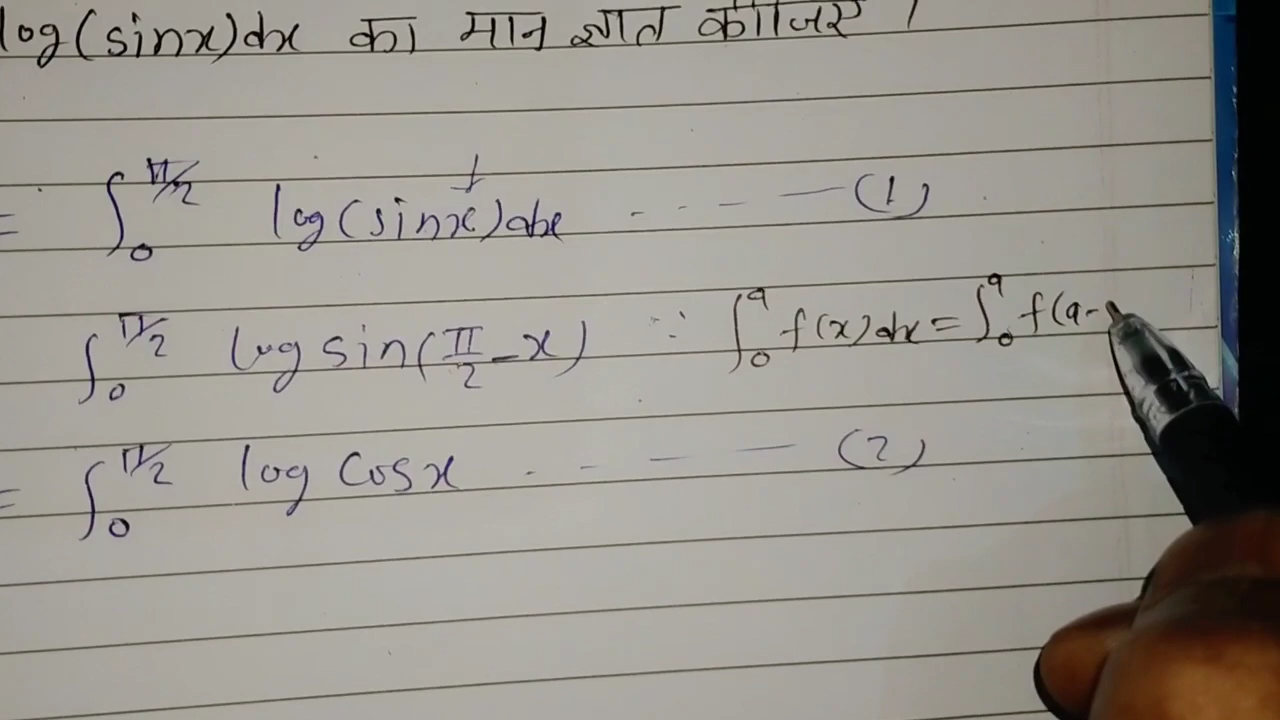 log(sinx)dx का मान ज्ञात कीजिए ।
= ∫₀^π/2 log(sinx)dx ---- (1)
∫₀^π/2 log sin(π/2 - x) ∵ ∫₀^a f(x)dx = ∫₀^a f(a-
= ∫₀^π/2 log Cosx ---- (2)